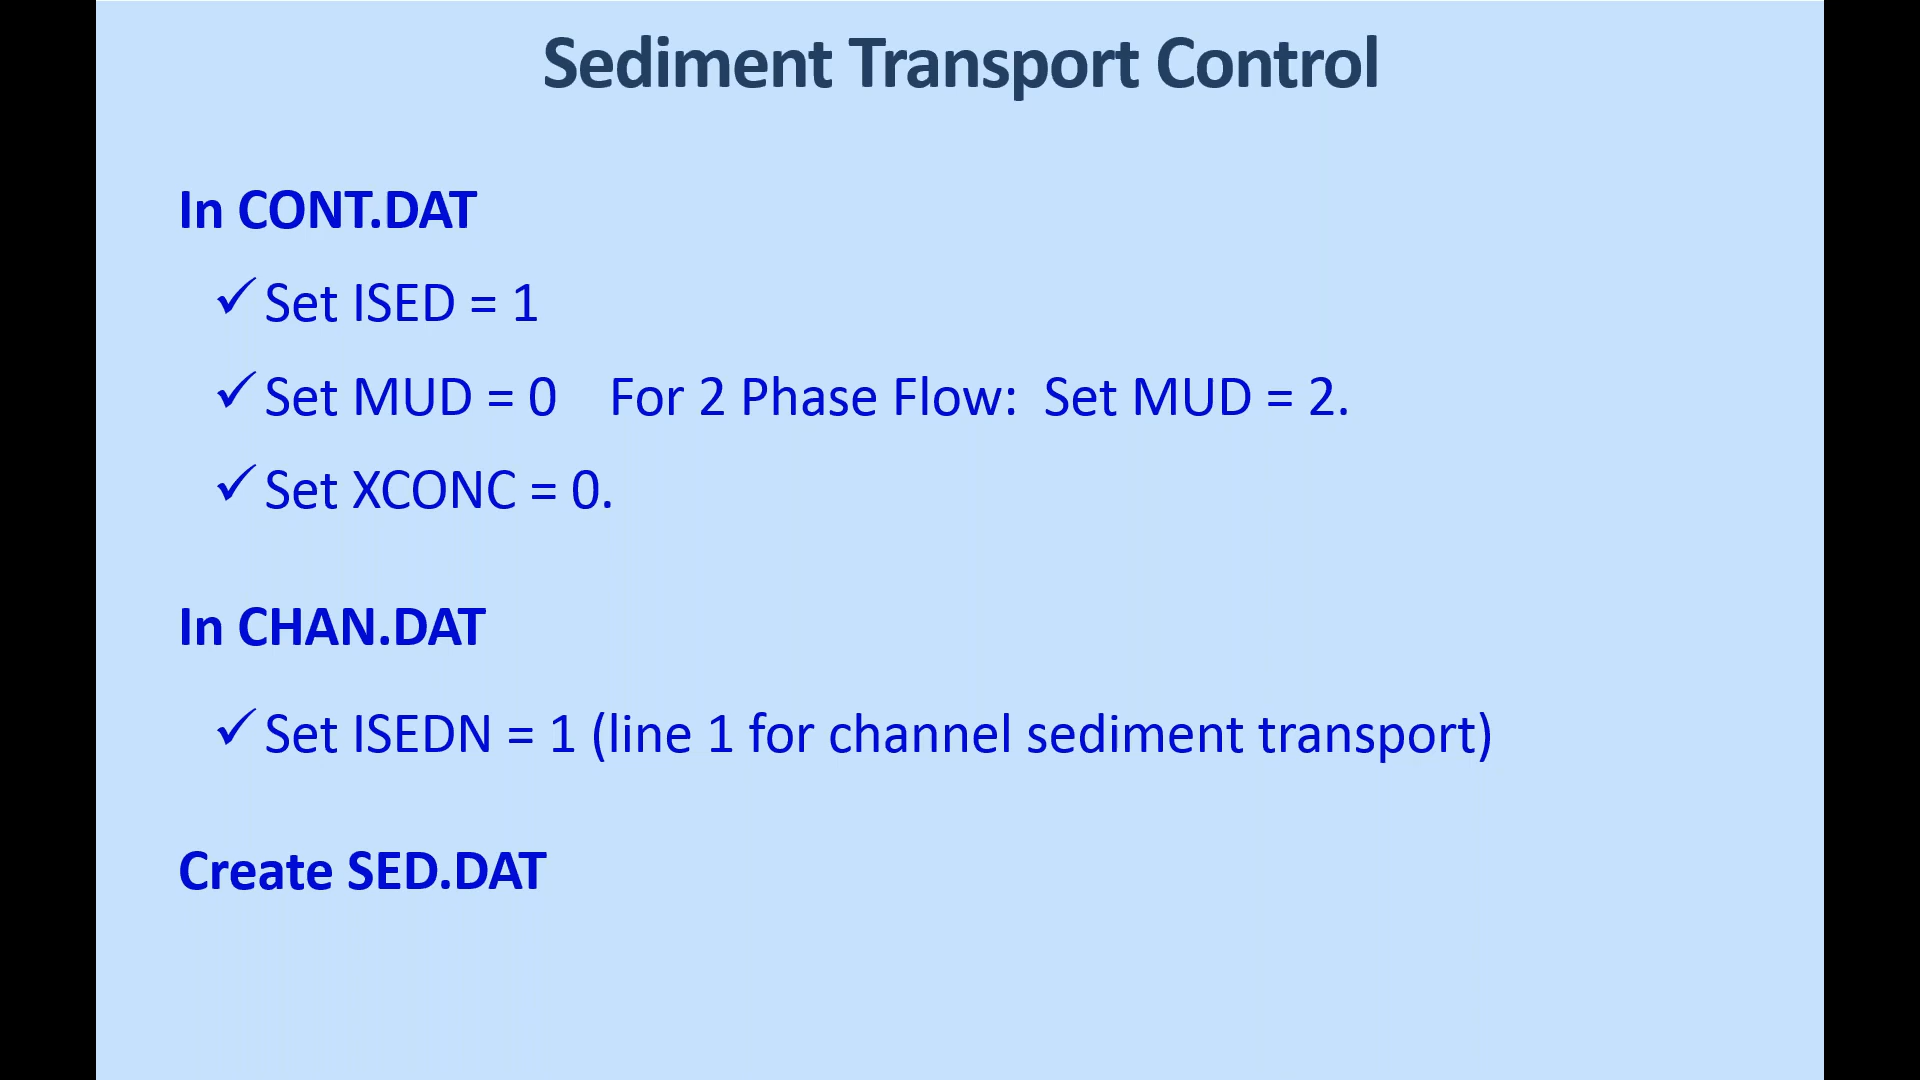 Sediment Transport Control
In CONT.DAT
✓ Set ISED = 1
✓ Set MUD = 0    For 2 Phase Flow:  Set MUD = 2.
✓ Set XCONC = 0.
In CHAN.DAT
✓ Set ISEDN = 1 (line 1 for channel sediment transport)
Create SED.DAT